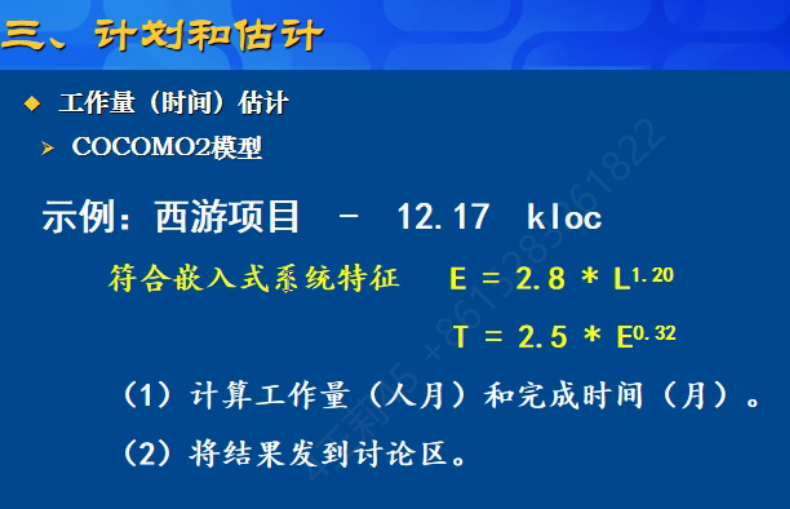 三、计划和估计
◆ 工作量（时间）估计
➢ COCOMO2模型
示例：西游项目 - 12.17 kloc
符合嵌入式系统特征 E = 2.8 * L^1.20
T = 2.5 * E^0.32
（1）计算工作量（人月）和完成时间（月）。
（2）将结果发到讨论区。